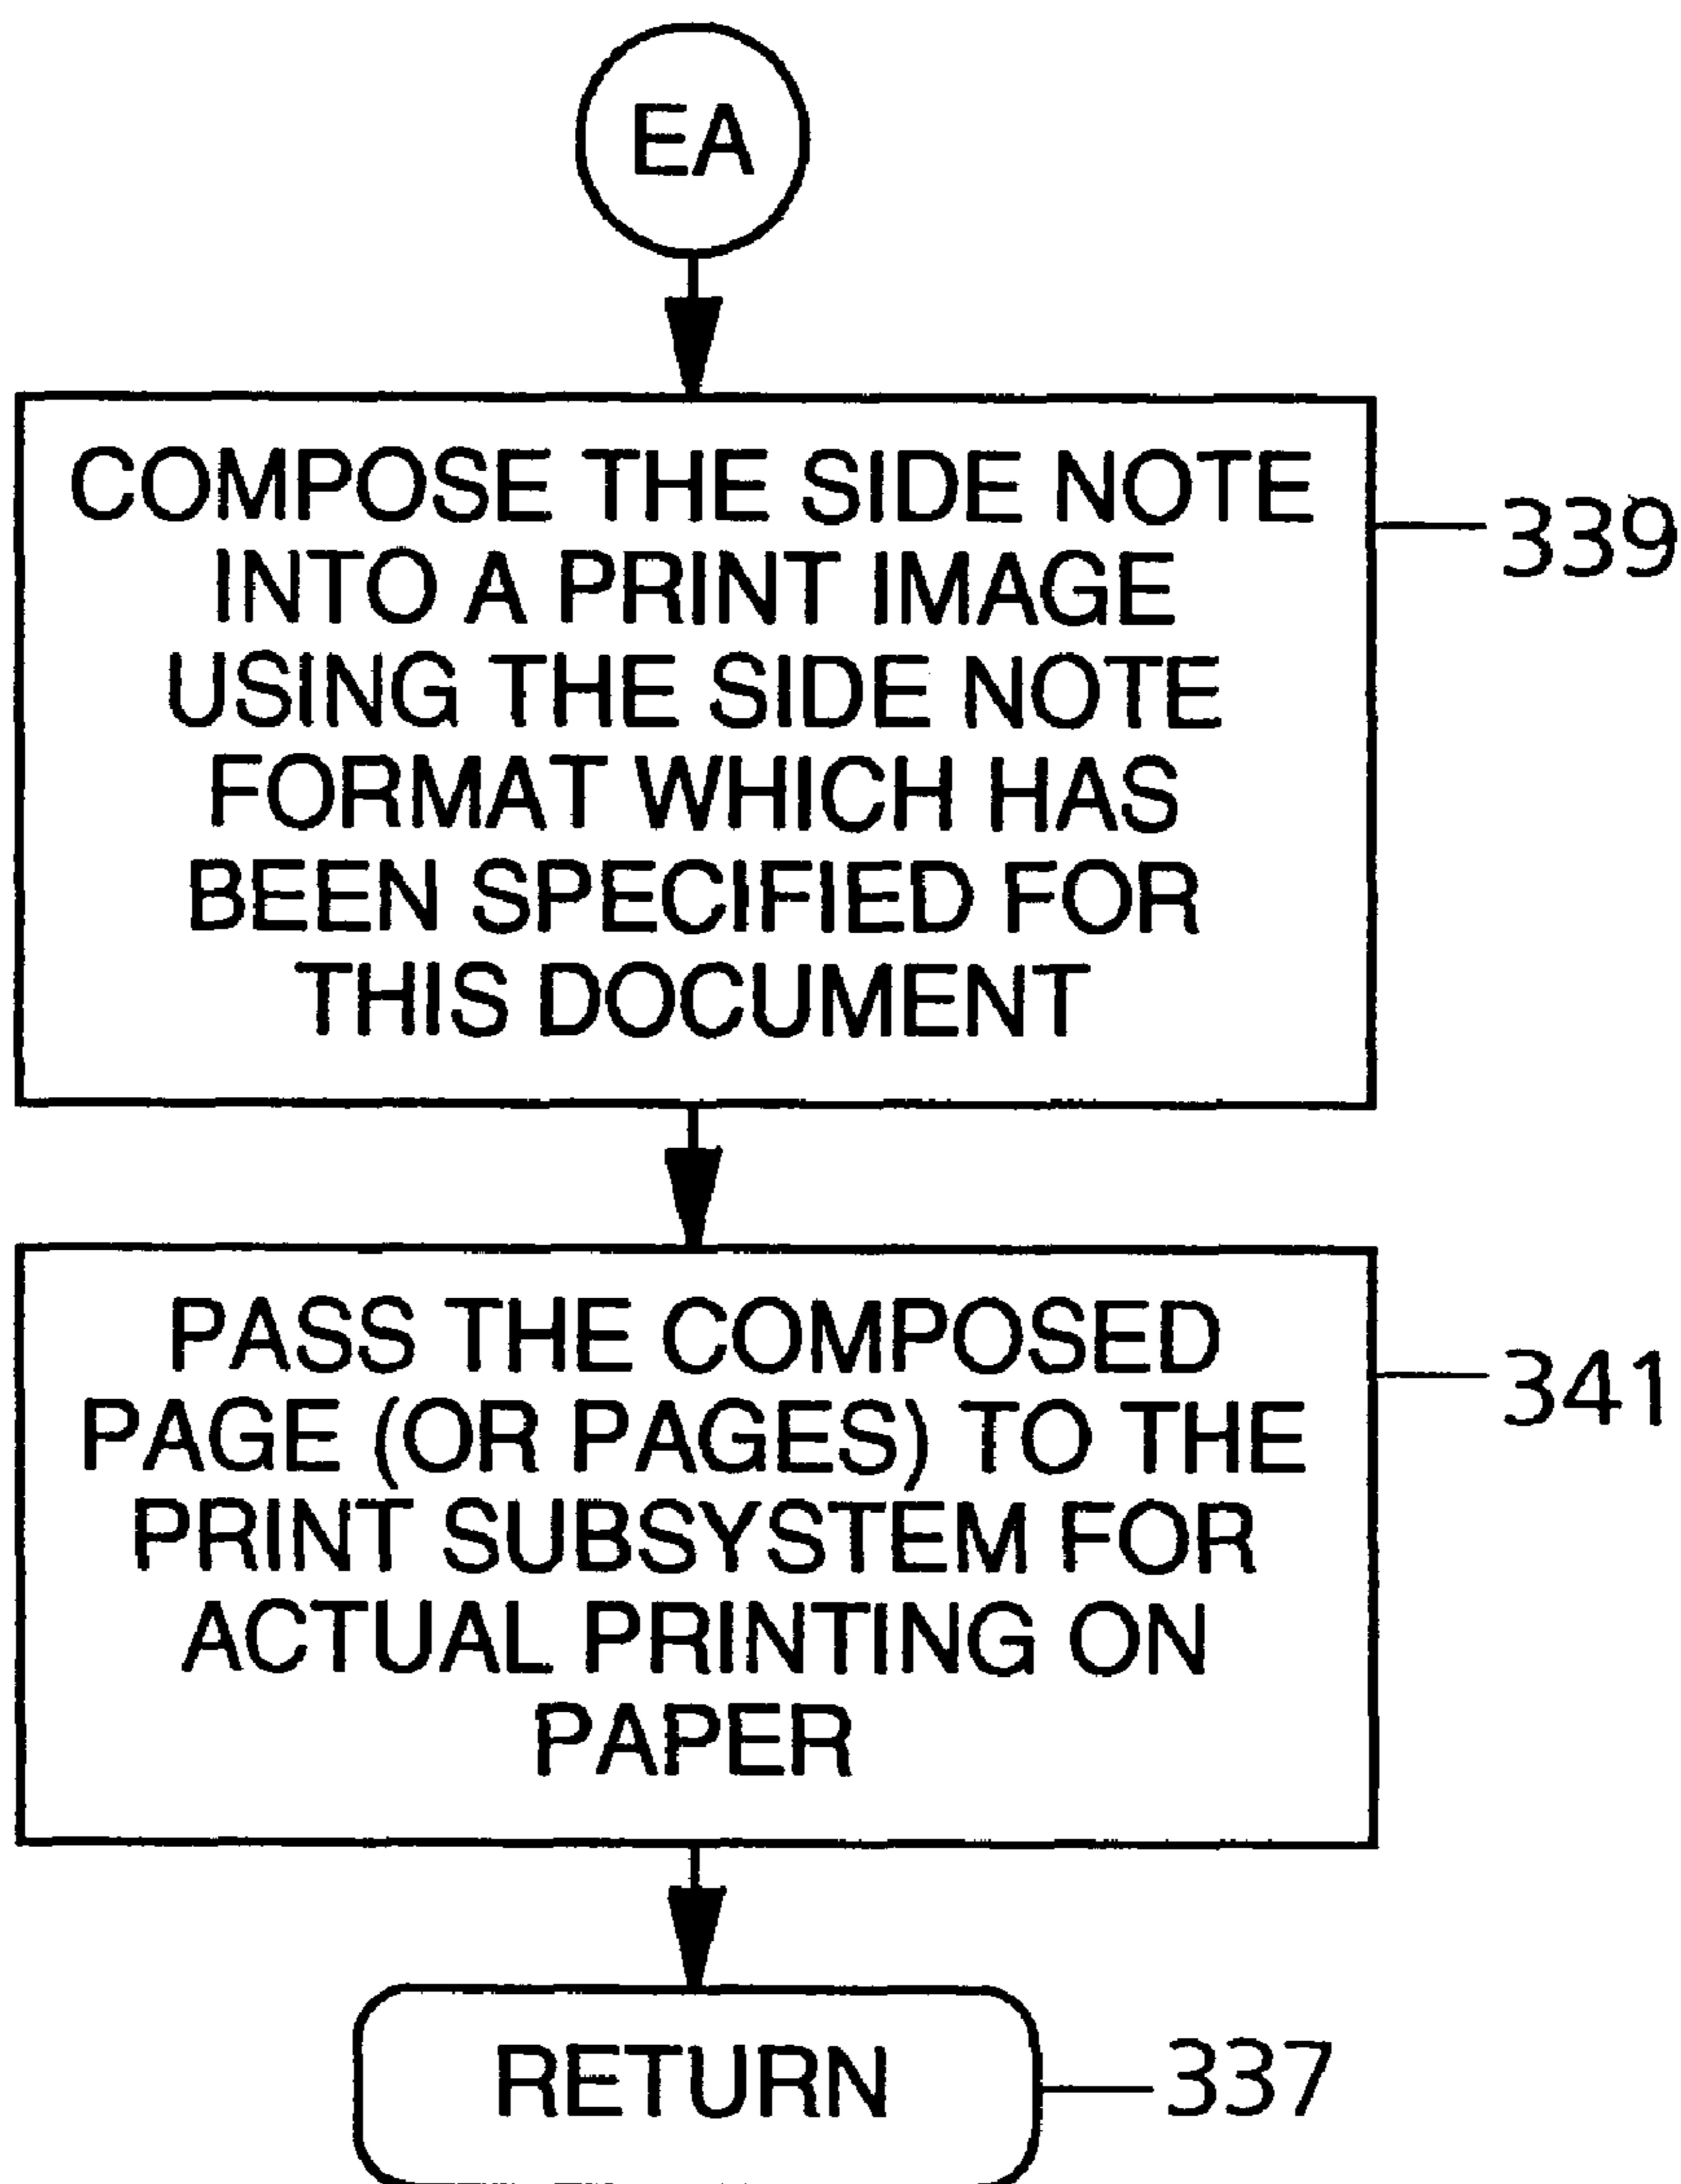 EA
COMPOSE THE SIDE NOTE
INTO A PRINT IMAGE
USING THE SIDE NOTE
FORMAT WHICH HAS
BEEN SPECIFIED FOR
THIS DOCUMENT
339
PASS THE COMPOSED
PAGE (OR PAGES) TO THE
PRINT SUBSYSTEM FOR
ACTUAL PRINTING ON
PAPER
341
RETURN
337